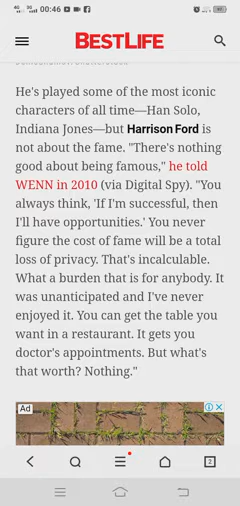 00:46
BESTLIFE
He's played some of the most iconic
characters of all time—Han Solo,
Indiana Jones—but Harrison Ford is
not about the fame. "There's nothing
good about being famous," he told
WENN in 2010 (via Digital Spy). "You
always think, 'If I'm successful, then
I'll have opportunities.' You never
figure the cost of fame will be a total
loss of privacy. That's incalculable.
What a burden that is for anybody. It
was unanticipated and I've never
enjoyed it. You can get the table you
want in a restaurant. It gets you
doctor's appointments. But what's
that worth? Nothing."
Ad
2